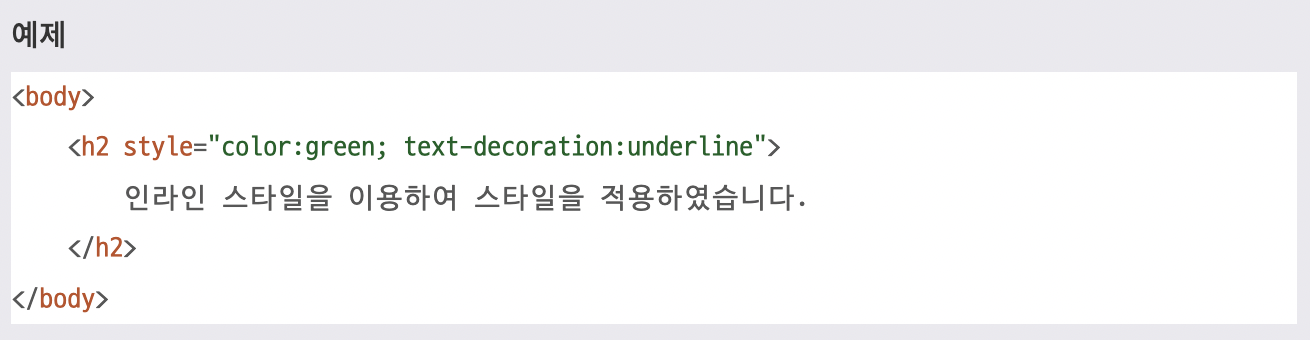 예제
<body>
    <h2 style="color:green; text-decoration:underline">
        인라인 스타일을 이용하여 스타일을 적용하였습니다.
    </h2>
</body>